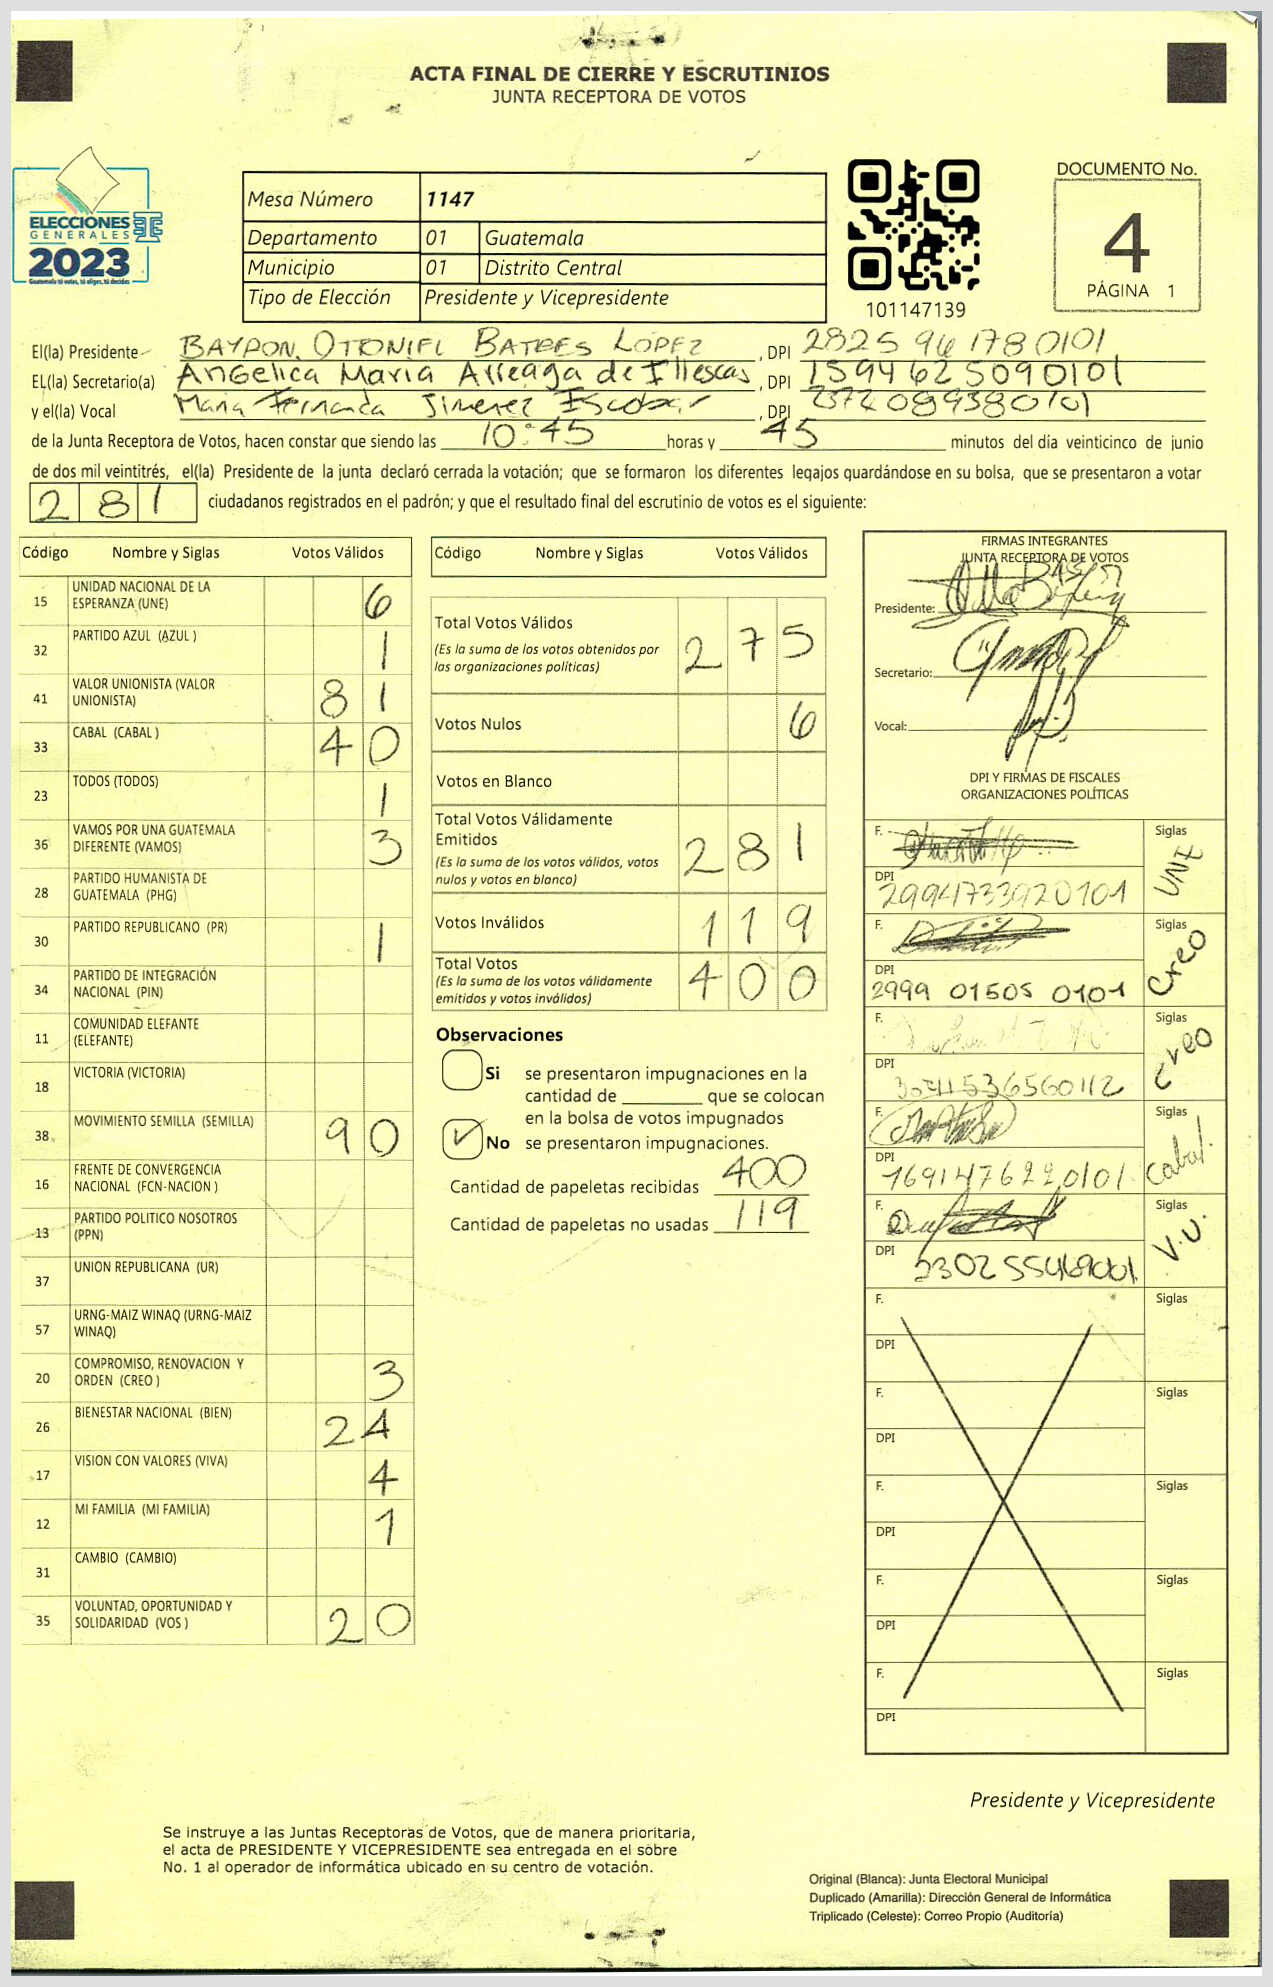 ACTA FINAL DE CIERRE Y ESCRUTINIOS
JUNTA RECEPTORA DE VOTOS
ELECCIONES
GENERALES
2023
Guatemala tú votas, tú eliges, tú decides
Mesa Número 1147
Departamento 01 Guatemala
Municipio 01 Distrito Central
Tipo de Elección Presidente y Vicepresidente
101147139
DOCUMENTO No.
4
PÁGINA 1
El(la) Presidente BAYRON OTONIEL BATRES LOPEZ, DPI 2825 94 1780101
EL(la) Secretario(a) Angelica Maria Arreaga de Illescas, DPI 1594625090101
y el(la) Vocal Maria Fernanda Jimenez Escobar, DPI
de la Junta Receptora de Votos, hacen constar que siendo las 10:45 horas y 45 minutos del día veinticinco de junio
de dos mil veintitrés, el(la) Presidente de la junta declaró cerrada la votación; que se formaron los diferentes legajos quardándose en su bolsa, que se presentaron a votar
281 ciudadanos registrados en el padrón; y que el resultado final del escrutinio de votos es el siguiente:
Código Nombre y Siglas Votos Válidos
15 UNIDAD NACIONAL DE LA ESPERANZA (UNE) 6
32 PARTIDO AZUL (AZUL ) 1
41 VALOR UNIONISTA (VALOR UNIONISTA) 81
33 CABAL (CABAL ) 40
23 TODOS (TODOS) 1
36 VAMOS POR UNA GUATEMALA DIFERENTE (VAMOS) 3
28 PARTIDO HUMANISTA DE GUATEMALA (PHG)
30 PARTIDO REPUBLICANO (PR) 1
34 PARTIDO DE INTEGRACIÓN NACIONAL (PIN)
11 COMUNIDAD ELEFANTE (ELEFANTE)
18 VICTORIA (VICTORIA)
38 MOVIMIENTO SEMILLA (SEMILLA) 90
16 FRENTE DE CONVERGENCIA NACIONAL (FCN-NACION )
13 PARTIDO POLITICO NOSOTROS (PPN)
37 UNION REPUBLICANA (UR)
57 URNG-MAIZ WINAQ (URNG-MAIZ WINAQ)
20 COMPROMISO, RENOVACION Y ORDEN (CREO ) 3
26 BIENESTAR NACIONAL (BIEN) 24
17 VISION CON VALORES (VIVA) 4
12 MI FAMILIA (MI FAMILIA) 1
31 CAMBIO (CAMBIO)
35 VOLUNTAD, OPORTUNIDAD Y SOLIDARIDAD (VOS ) 20
Código Nombre y Siglas Votos Válidos
Total Votos Válidos 275
(Es la suma de los votos obtenidos por
las organizaciones políticas)
Votos Nulos 6
Votos en Blanco
Total Votos Válidamente
Emitidos 281
(Es la suma de los votos válidos, votos
nulos y votos en blanco)
Votos Inválidos 119
Total Votos 400
(Es la suma de los votos válidamente
emitidos y votos inválidos)
Observaciones
Si se presentaron impugnaciones en la
cantidad de ________ que se colocan
en la bolsa de votos impugnados
No se presentaron impugnaciones.
Cantidad de papeletas recibidas 400
Cantidad de papeletas no usadas 119
FIRMAS INTEGRANTES
JUNTA RECEPTORA DE VOTOS
Presidente:
Secretario:
Vocal:
DPI Y FIRMAS DE FISCALES
ORGANIZACIONES POLÍTICAS
F. Siglas UNE
DPI 2994733920101
F. Siglas Creo
DPI 2999 01505 0101
F. Siglas Creo
DPI
F. Siglas Cabal.
DPI 1691476220101
F. Siglas V.U.
DPI
F. Siglas
DPI
F. Siglas
DPI
F. Siglas
DPI
F. Siglas
DPI
F. Siglas
DPI
Presidente y Vicepresidente
Se instruye a las Juntas Receptoras de Votos, que de manera prioritaria,
el acta de PRESIDENTE Y VICEPRESIDENTE sea entregada en el sobre
No. 1 al operador de informática ubicado en su centro de votación.
Original (Blanca): Junta Electoral Municipal
Duplicado (Amarilla): Dirección General de Informática
Triplicado (Celeste): Correo Propio (Auditoría)